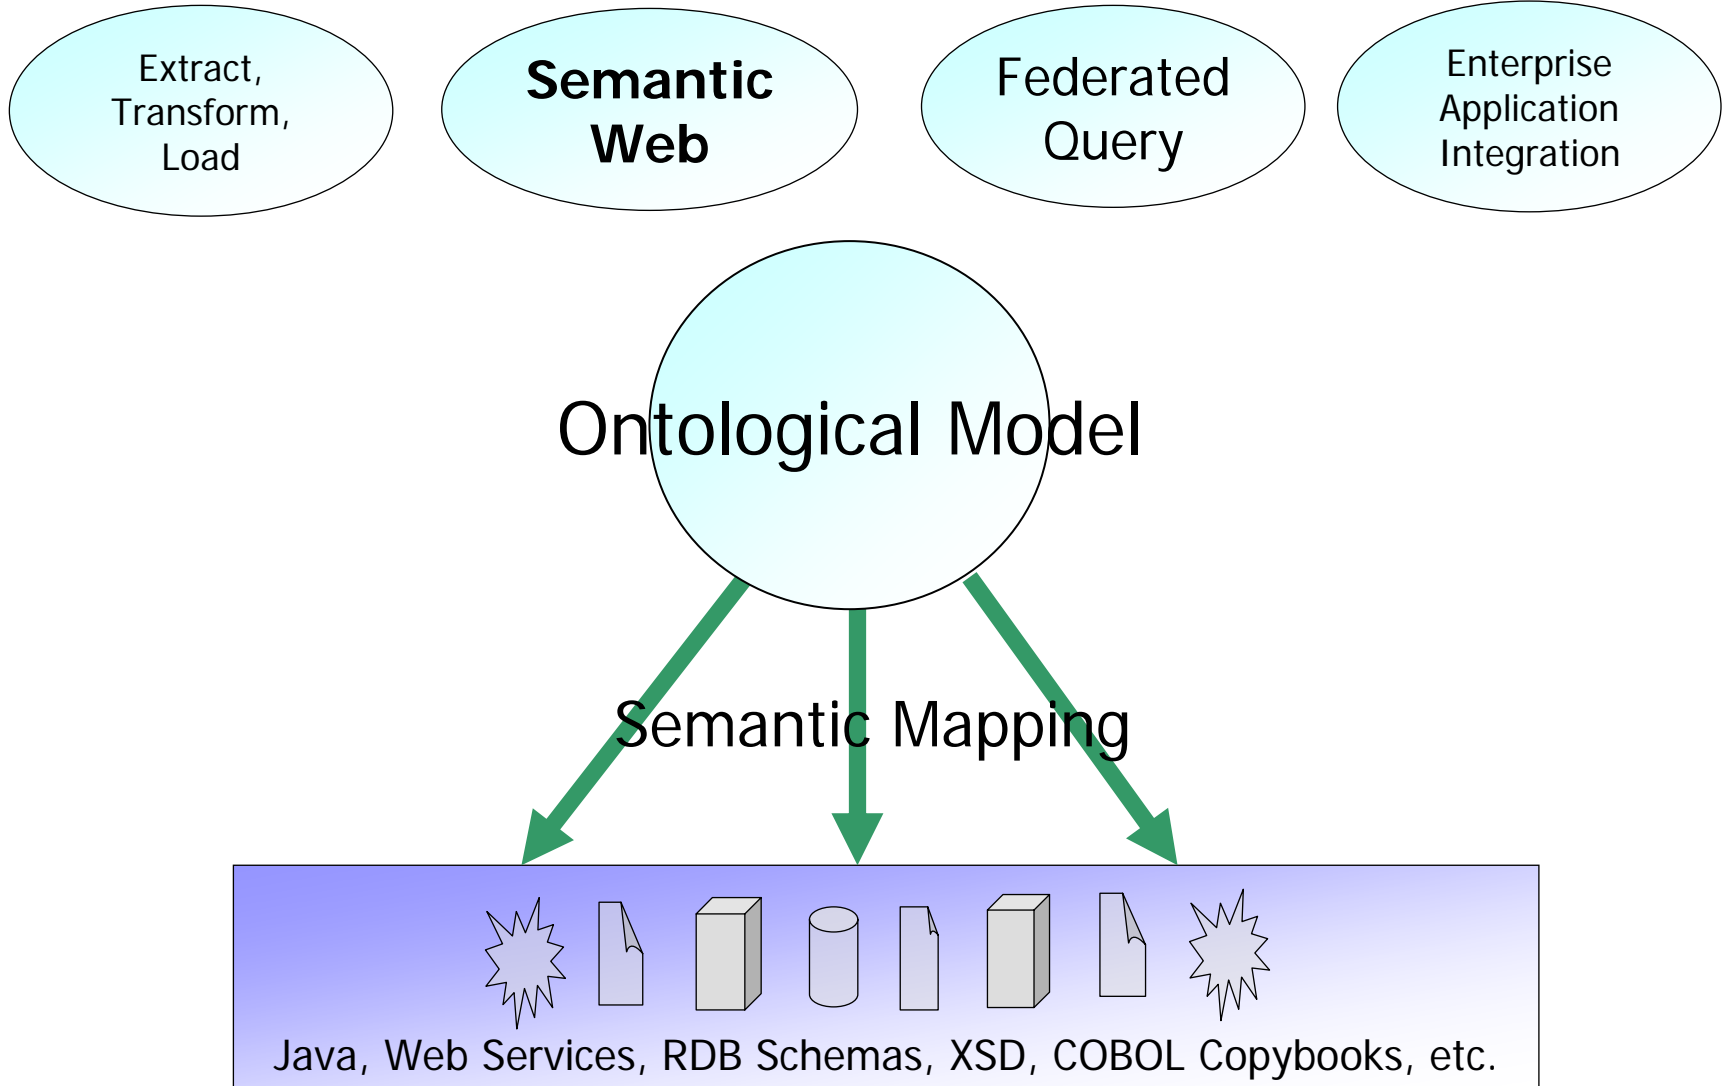 Extract,
Transform,
Load
Semantic
Web
Federated
Query
Enterprise
Application
Integration
Ontological Model
Semantic Mapping
Java, Web Services, RDB Schemas, XSD, COBOL Copybooks, etc.